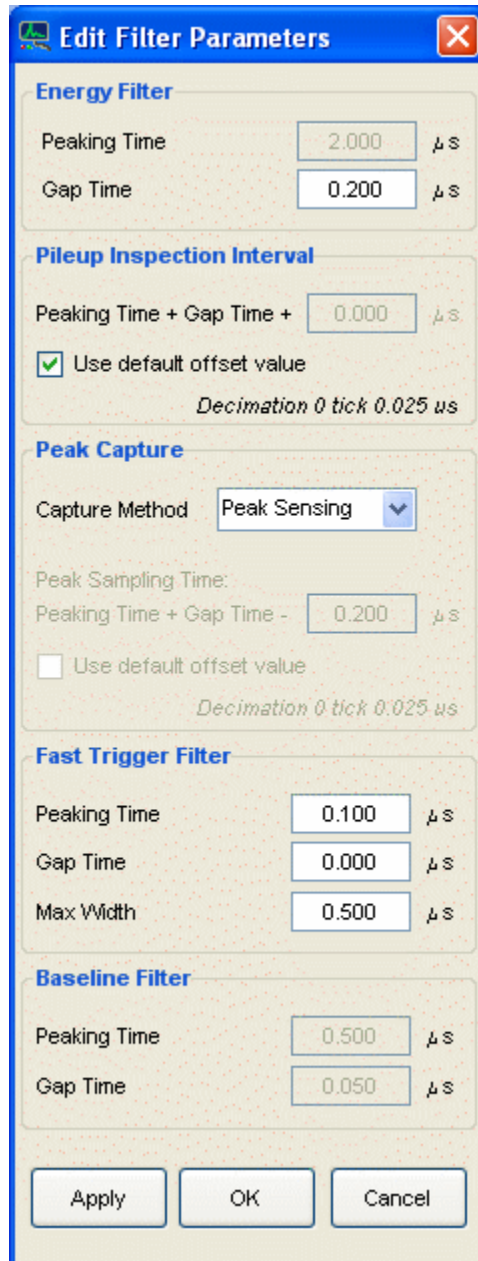 Edit Filter Parameters
Energy Filter
Peaking Time 2.000 μs
Gap Time 0.200 μs
Pileup Inspection Interval
Peaking Time + Gap Time + 0.000 μs
Use default offset value
Decimation 0 tick 0.025 us
Peak Capture
Capture Method Peak Sensing
Peak Sampling Time:
Peaking Time + Gap Time - 0.200 μs
Use default offset value
Decimation 0 tick 0.025 us
Fast Trigger Filter
Peaking Time 0.100 μs
Gap Time 0.000 μs
Max Width 0.500 μs
Baseline Filter
Peaking Time 0.500 μs
Gap Time 0.050 μs
Apply OK Cancel